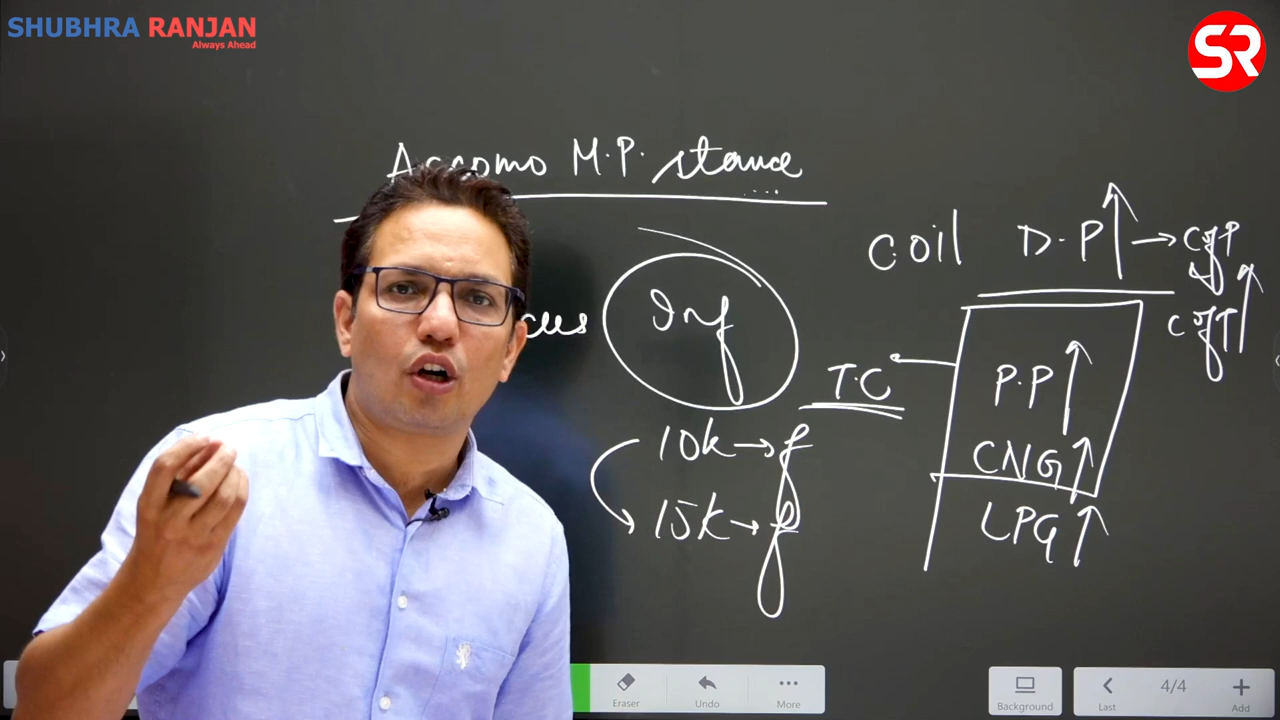 SHUBHRA RANJAN
Always Ahead
SR
Accomo M.P. stance
C.oil D.P↑ → CgP
CgT↑
Inf
T.C
P.P↑
CNG↑
LPG↑
10k → f
15k → f
Eraser
Undo
More
Background
Last
4/4
Add